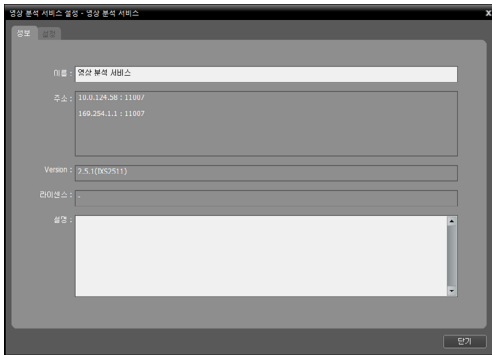 영상 분석 서비스 설정 - 영상 분석 서비스
X
정보 설정
이름 : 영상 분석 서비스
주소 : 10.0.124.58 : 11007
169.254.1.1 : 11007
Version : 2.5.1(IXS2511)
라이센스 : -
설명 :
닫기